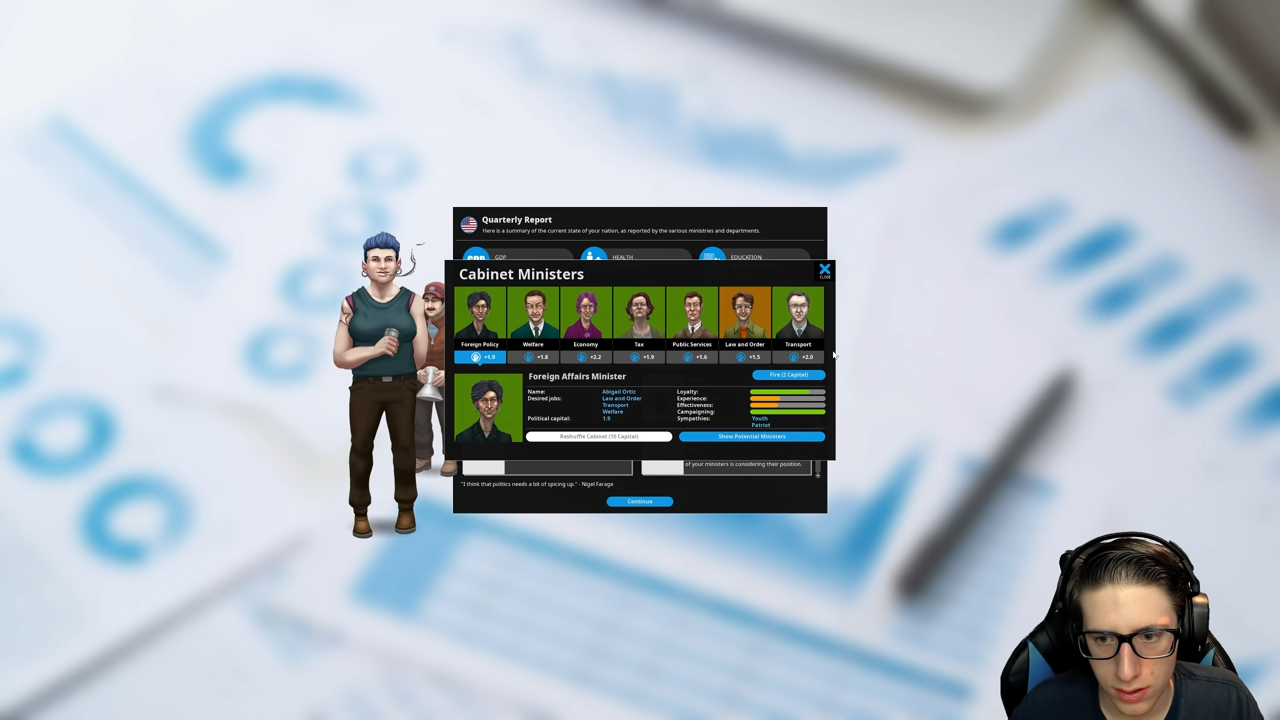 Quarterly Report
Here is a summary of the current state of your nation, as reported by the various ministries and departments.
GDP
HEALTH
EDUCATION
Cabinet Ministers
CLOSE
Foreign Policy
Welfare
Economy
Tax
Public Services
Law and Order
Transport
+1.9
+1.8
+2.2
+1.9
+1.6
+1.5
+2.0
Foreign Affairs Minister
Fire (2 Capital)
Name: Abigail Ortiz
Desired jobs: Law and Order
Transport
Welfare
Political capital: 1.9
Loyalty:
Experience:
Effectiveness:
Campaigning:
Sympathies: Youth
Patriot
Reshuffle Cabinet (10 Capital)
Show Potential Ministers
of your ministers is considering their position.
"I think that politics needs a bit of spicing up." - Nigel Farage
Continue